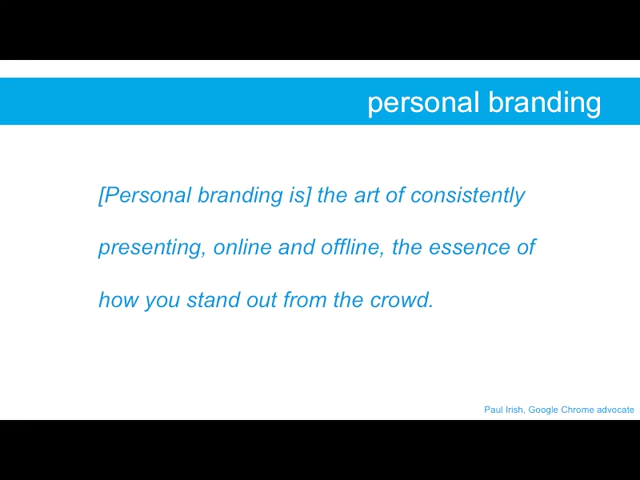 personal branding
[Personal branding is] the art of consistently
presenting, online and offline, the essence of
how you stand out from the crowd.
Paul Irish, Google Chrome advocate